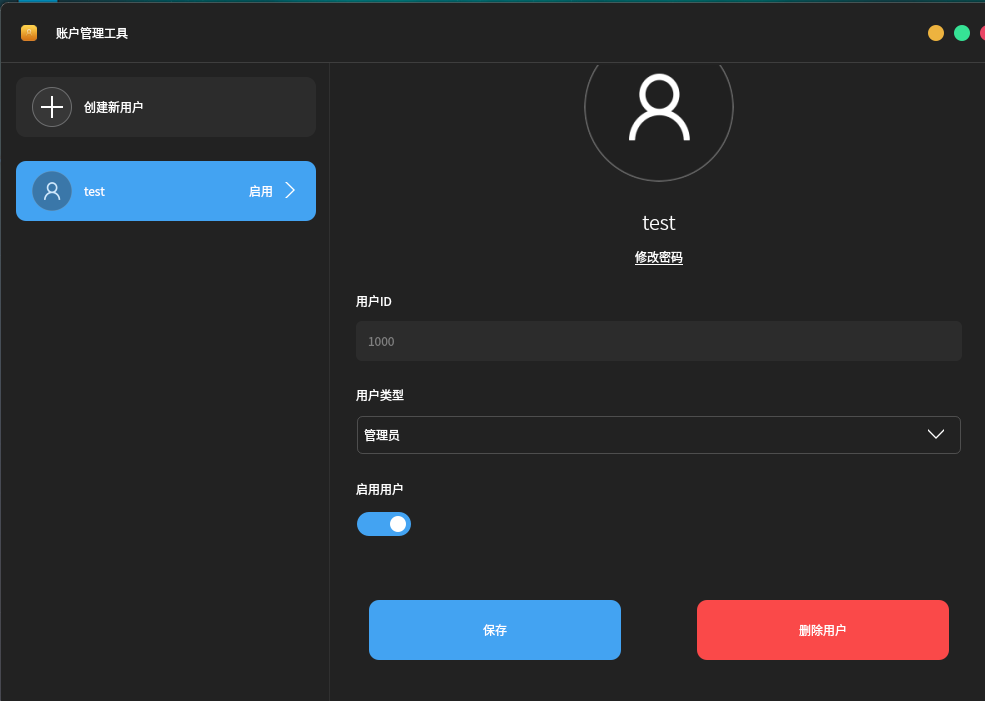 账户管理工具
创建新用户
test 启用
test
修改密码
用户ID
1000
用户类型
管理员
启用用户
保存 删除用户